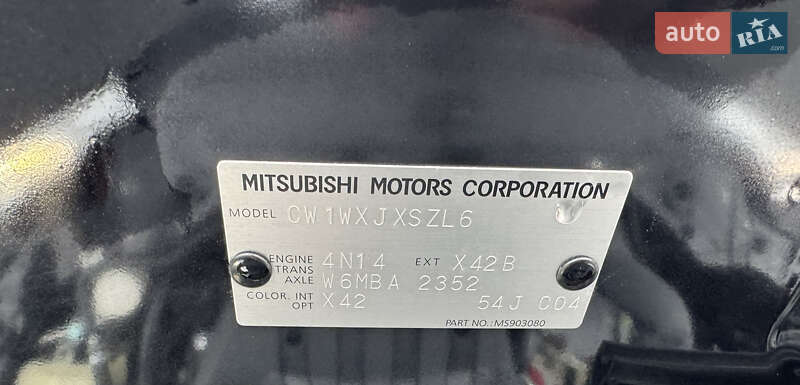 auto RIA.com
MITSUBISHI MOTORS CORPORATION
MODEL CW1WXJXSZL6
ENGINE 4N14 EXT X42B
TRANS AXLE W6MBA 2352
COLOR. INT OPT X42 54J C04
PART NO.: MS903080